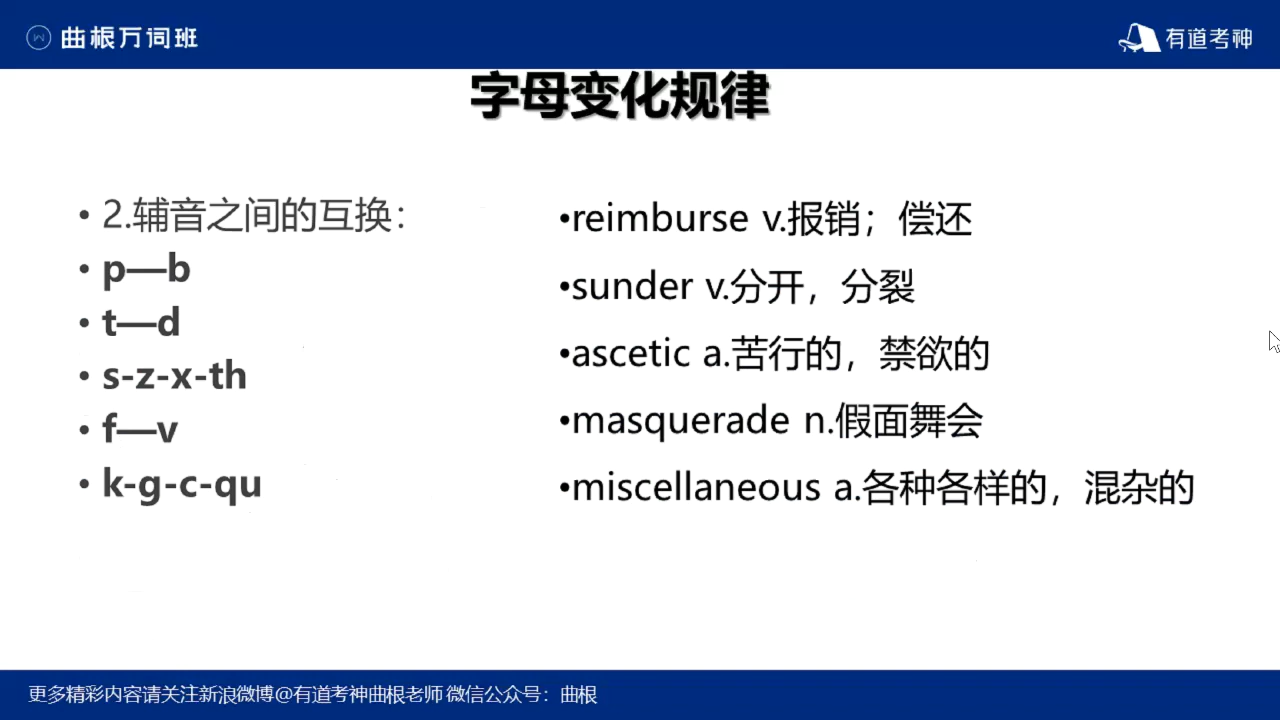 曲根万词班
有道考神
字母变化规律
• 2.辅音之间的互换：
• p—b
• t—d
• s-z-x-th
• f—v
• k-g-c-qu
•reimburse v.报销；偿还
•sunder v.分开，分裂
•ascetic a.苦行的，禁欲的
•masquerade n.假面舞会
•miscellaneous a.各种各样的，混杂的
更多精彩内容请关注新浪微博@有道考神曲根老师 微信公众号：曲根